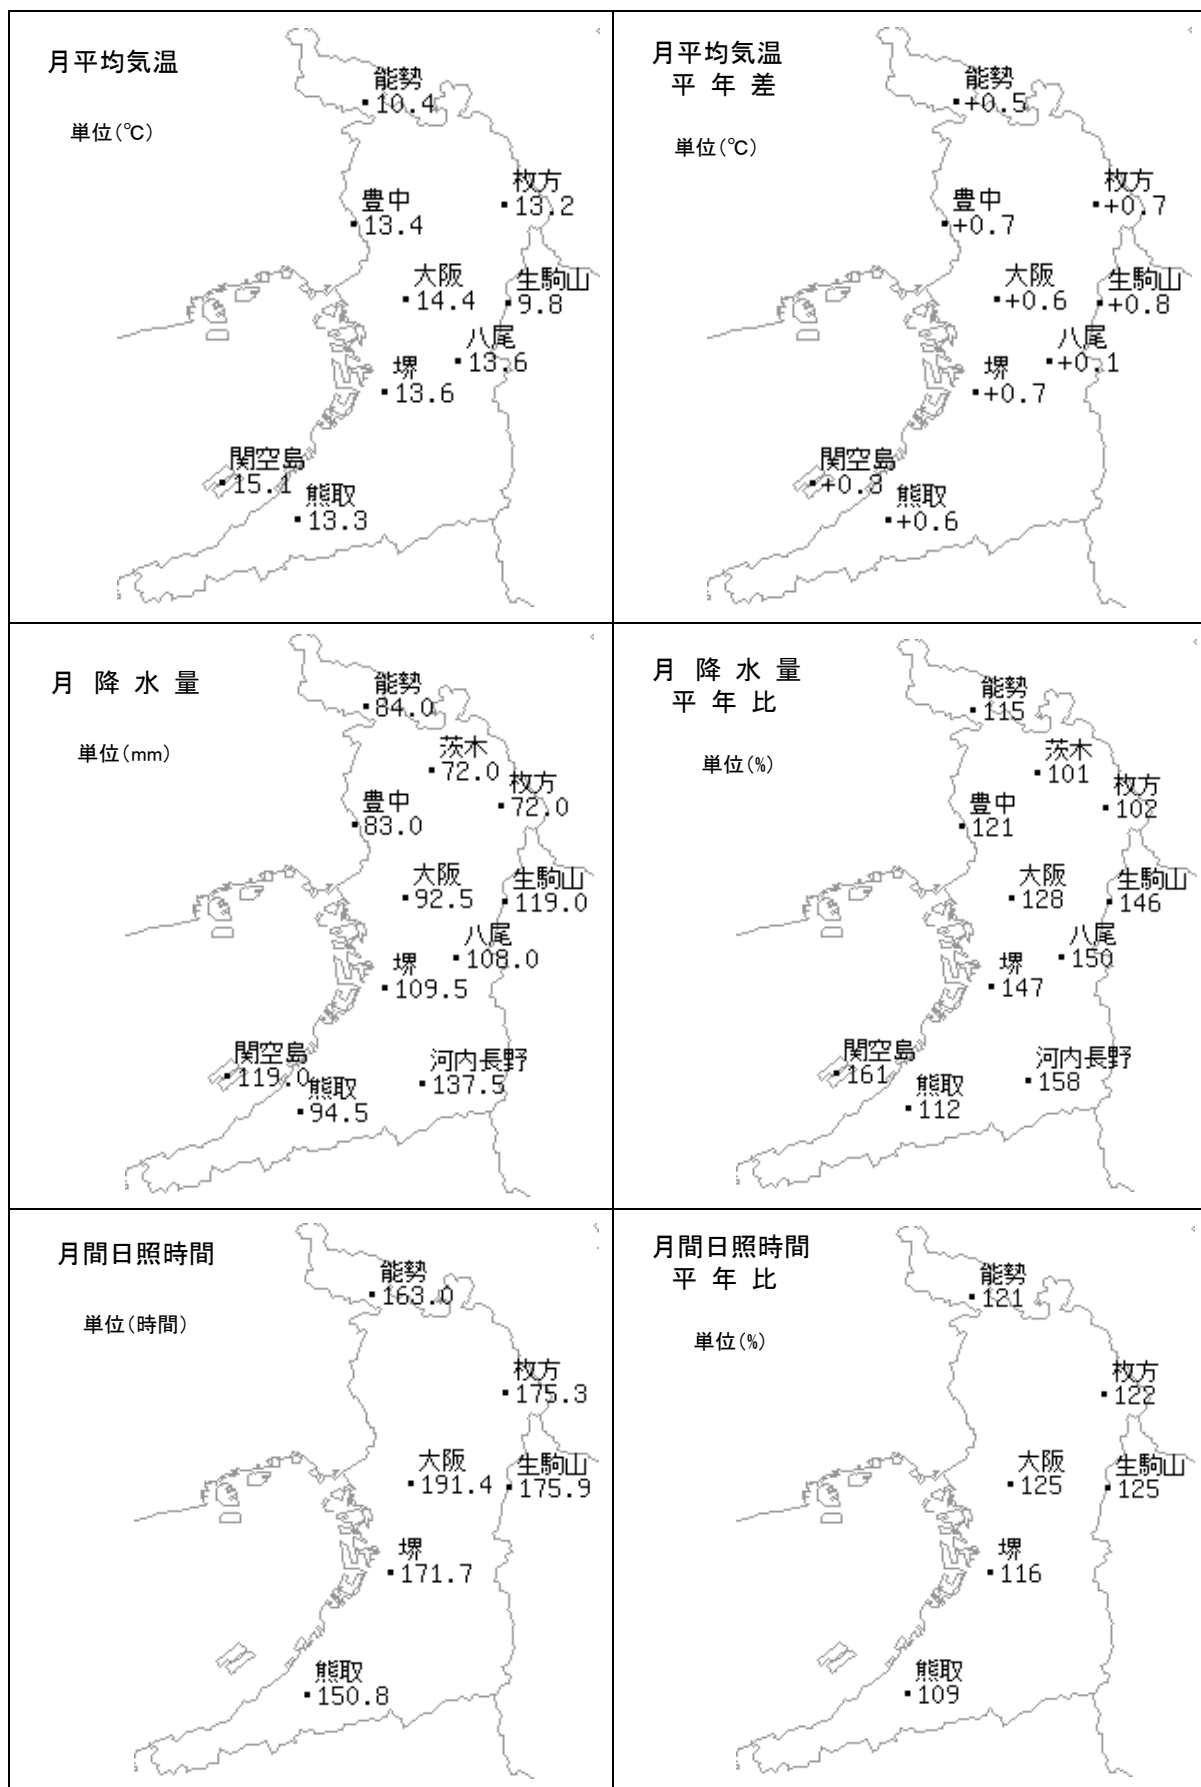 月平均気温
単位(℃)
能勢
10.4
枚方
13.2
豊中
13.4
大阪
14.4
生駒山
9.8
八尾
13.6
堺
13.6
関空島
15.1
熊取
13.3
月平均気温
平 年 差
単位(℃)
能勢
+0.5
枚方
+0.7
豊中
+0.7
大阪
+0.6
生駒山
+0.8
八尾
+0.1
堺
+0.7
関空島
+0.3
熊取
+0.6
月 降 水 量
単位(mm)
能勢
84.0
茨木
72.0
枚方
72.0
豊中
83.0
大阪
92.5
生駒山
119.0
八尾
108.0
堺
109.5
関空島
119.0
河内長野
137.5
熊取
94.5
月 降 水 量
平 年 比
単位(%)
能勢
115
茨木
101
枚方
102
豊中
121
大阪
128
生駒山
146
八尾
150
堺
147
関空島
161
河内長野
158
熊取
112
月間日照時間
単位(時間)
能勢
163.0
枚方
175.3
大阪
191.4
生駒山
175.9
堺
171.7
熊取
150.8
月間日照時間
平 年 比
単位(%)
能勢
121
枚方
122
大阪
125
生駒山
125
堺
116
熊取
109